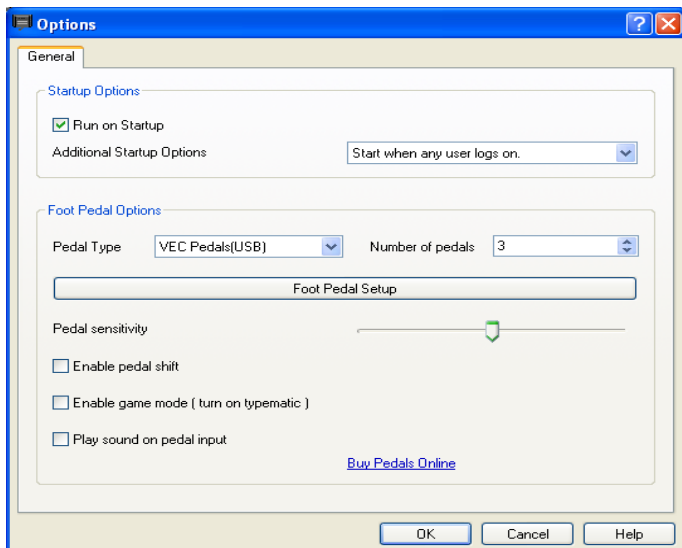 Options
General
Startup Options
Run on Startup
Additional Startup Options Start when any user logs on.
Foot Pedal Options
Pedal Type VEC Pedals(USB) Number of pedals 3
Foot Pedal Setup
Pedal sensitivity
Enable pedal shift
Enable game mode ( turn on typematic )
Play sound on pedal input
Buy Pedals Online
OK Cancel Help